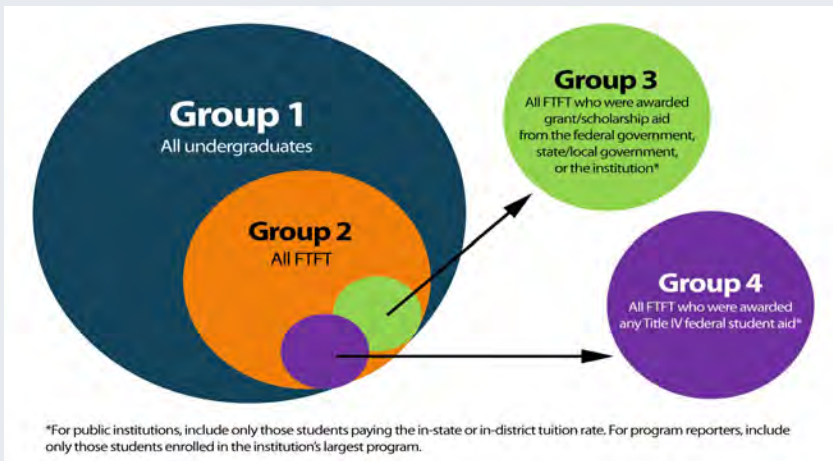 Group 1
All undergraduates
Group 2
All FTFT
Group 3
All FTFT who were awarded
grant/scholarship aid
from the federal government,
state/local government,
or the institution*
Group 4
All FTFT who were awarded
any Title IV federal student aid*
*For public institutions, include only those students paying the in-state or in-district tuition rate. For program reporters, include
only those students enrolled in the institution's largest program.